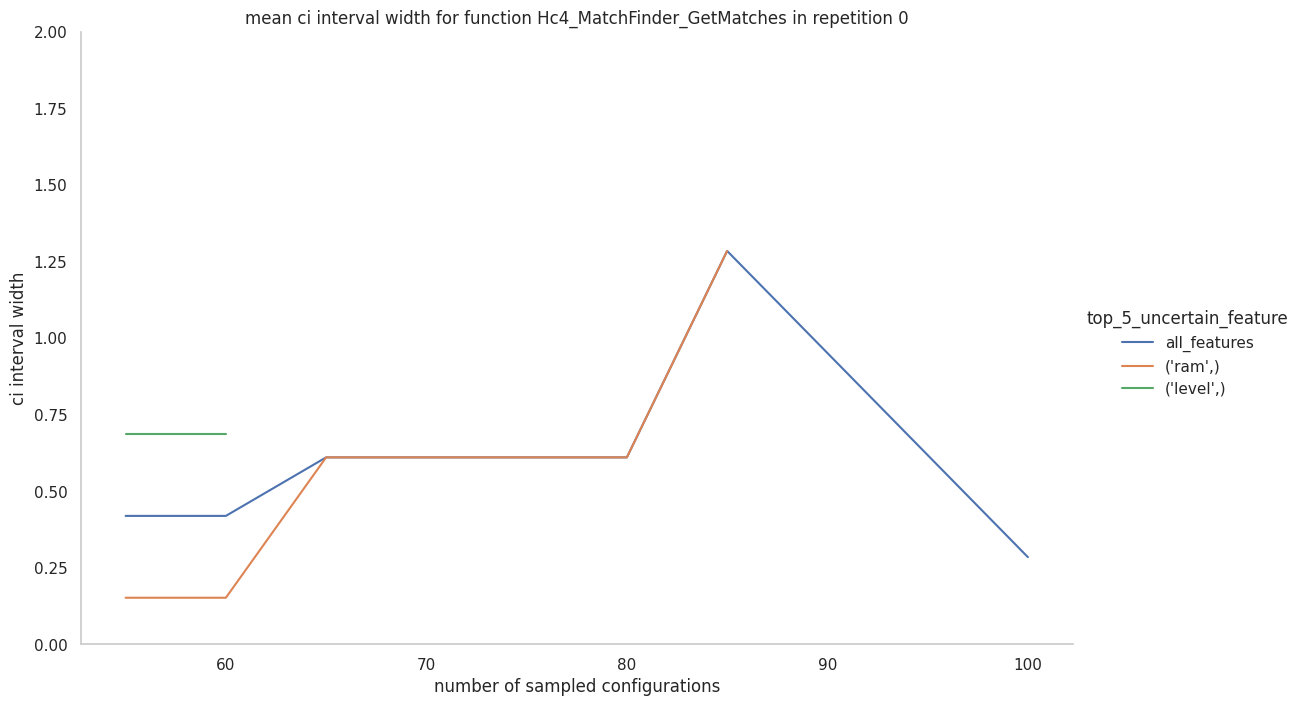 mean ci interval width for function Hc4_MatchFinder_GetMatches in repetition 0
2.00
1.75
1.50
1.25
1.00
0.75
0.50
0.25
0.00
ci interval width
60
70
80
90
100
number of sampled configurations
top_5_uncertain_feature
all_features
('ram',)
('level',)